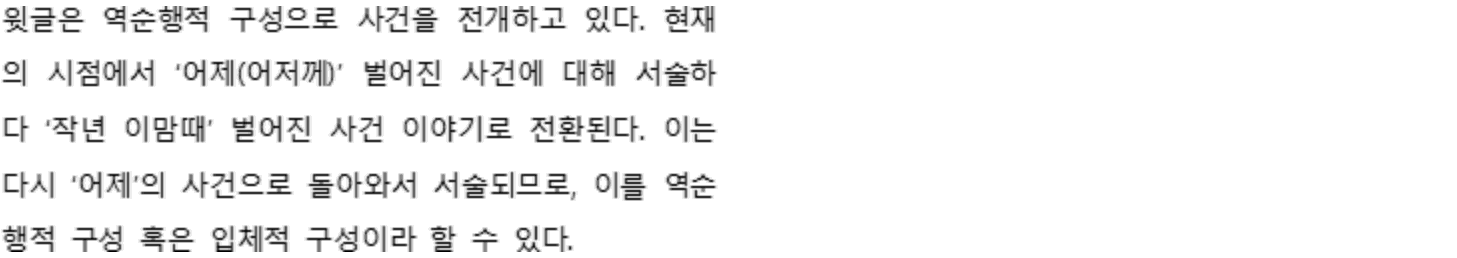 윗글은 역순행적 구성으로 사건을 전개하고 있다. 현재
의 시점에서 ‘어제(어저께)’ 벌어진 사건에 대해 서술하
다 ‘작년 이맘때’ 벌어진 사건 이야기로 전환된다. 이는
다시 ‘어제’의 사건으로 돌아와서 서술되므로, 이를 역순
행적 구성 혹은 입체적 구성이라 할 수 있다.